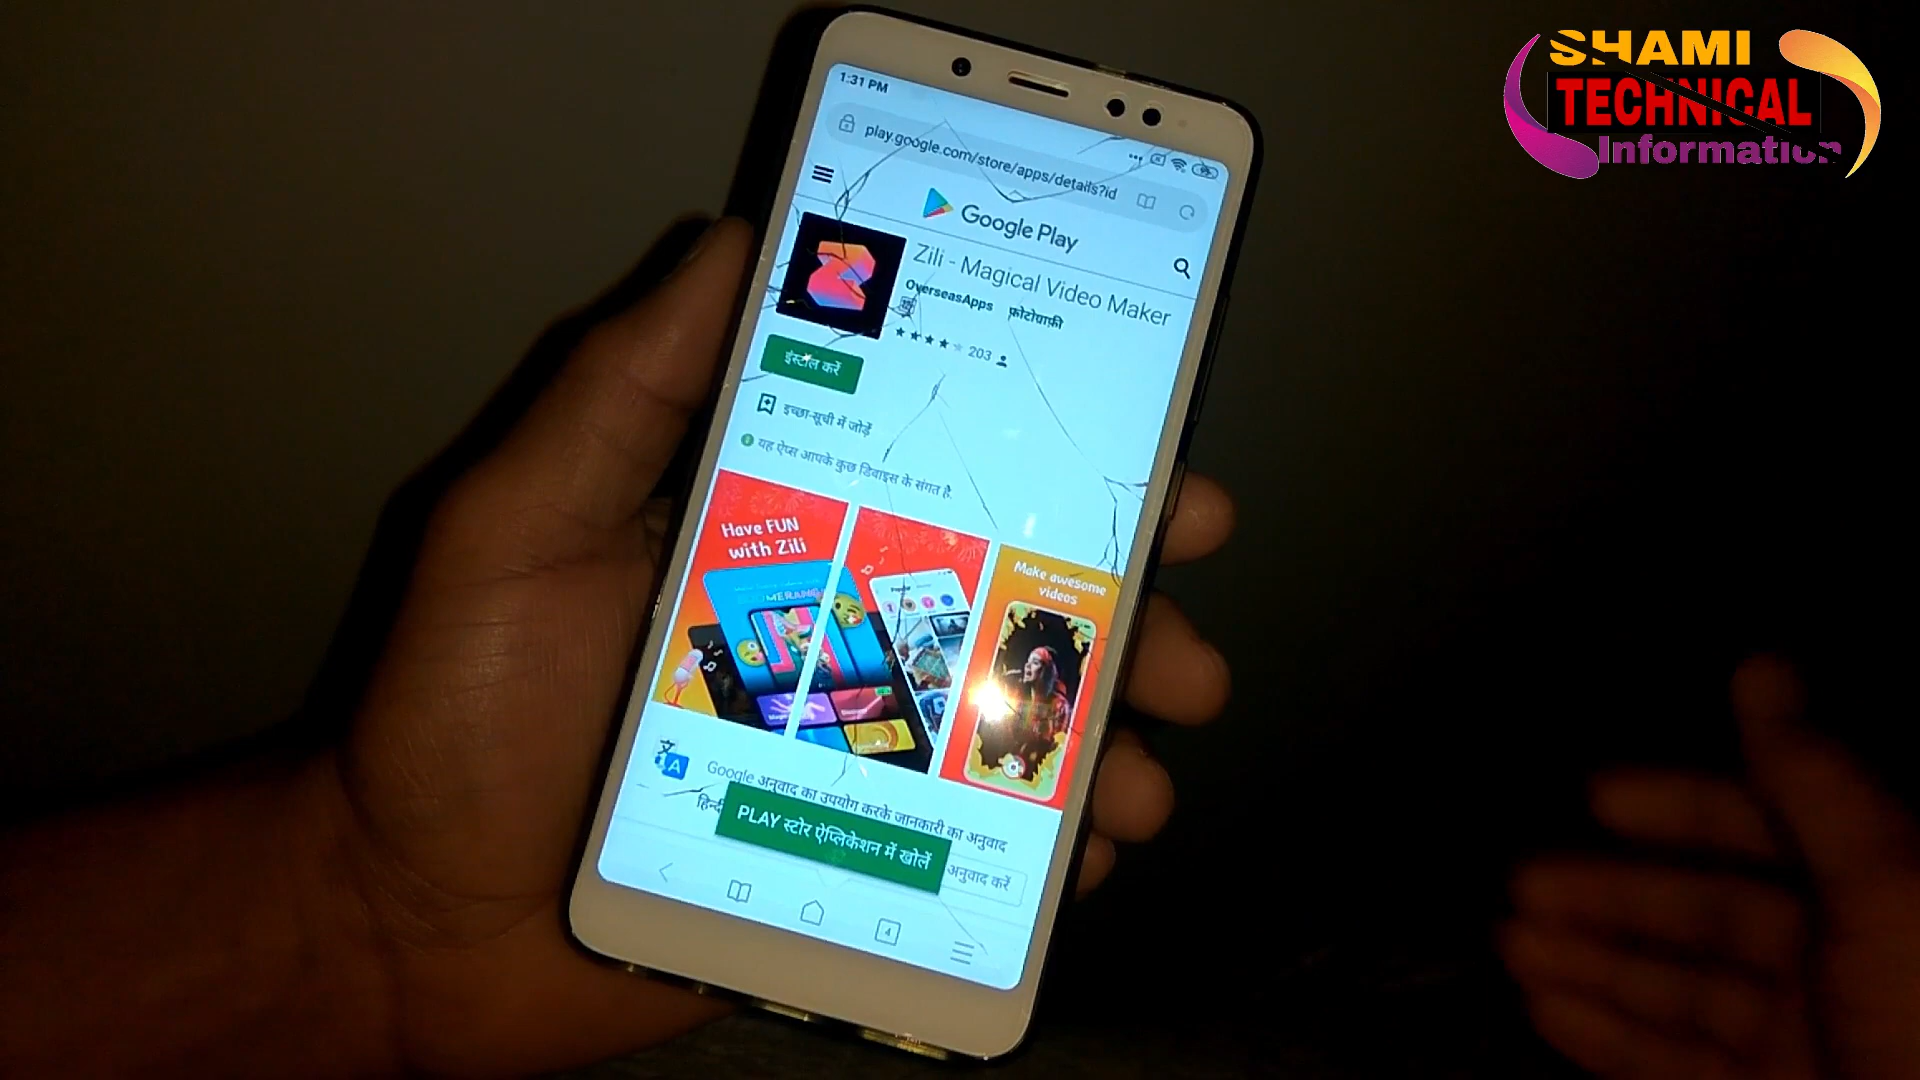 SHAMI
TECHNICAL
Information
1:31 PM
play.google.com/store/apps/details?id
Google Play
Zili - Magical Video Maker
OverseasApps फ़ोटोग्राफ़ी
203
इंस्टॉल करें
इच्छा-सूची में जोड़ें
यह ऐप्स आपके कुछ डिवाइस के संगत है.
Have FUN
with Zili
Make awesome
videos
Google अनुवाद का उपयोग करके जानकारी का अनुवाद
हिन्दी
PLAY स्टोर ऐप्लिकेशन में खोलें
अनुवाद करें
4